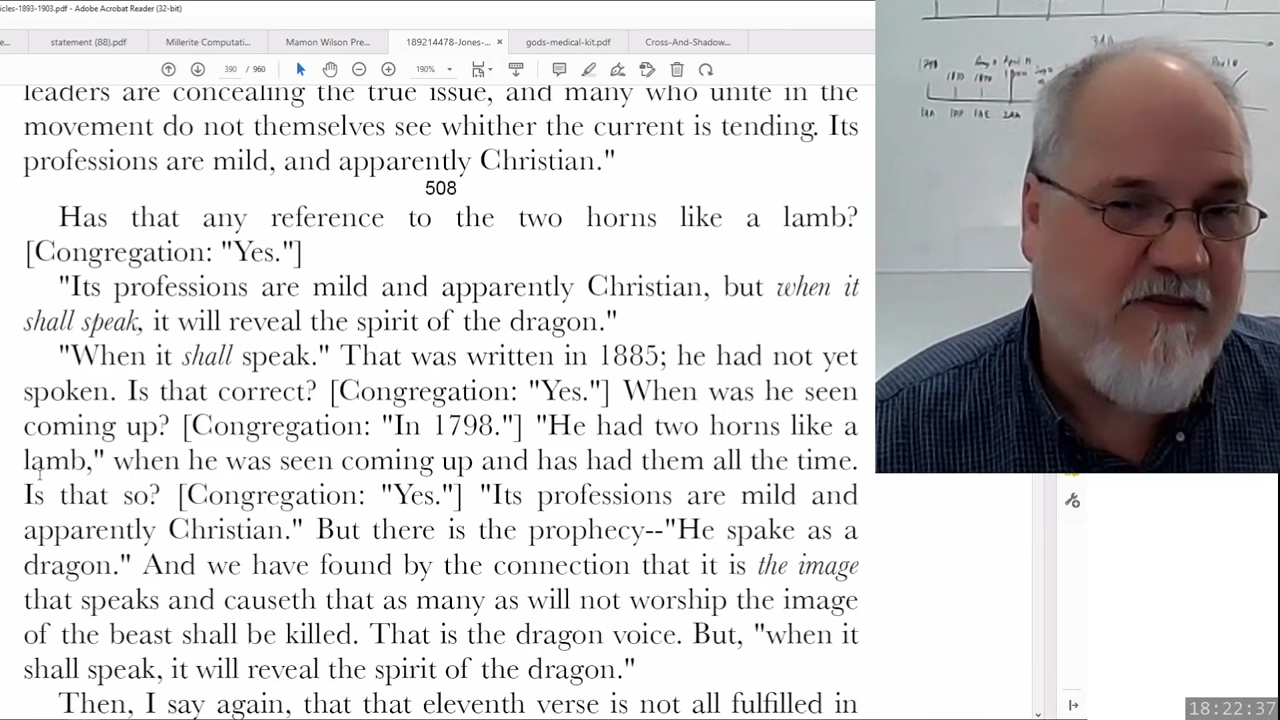 icles-1893-1903.pdf - Adobe Acrobat Reader (32-bit)
e...
statement (88).pdf
Millerite Computati...
Mamon Wilson Pre...
189214478-Jones-... ×
gods-medical-kit.pdf
Cross-And-Shadow...
390 / 960
190%
leaders are concealing the true issue, and many who unite in the
movement do not themselves see whither the current is tending. Its
professions are mild, and apparently Christian."
508
Has that any reference to the two horns like a lamb?
[Congregation: "Yes."]
"Its professions are mild and apparently Christian, but when it
shall speak, it will reveal the spirit of the dragon."
"When it shall speak." That was written in 1885; he had not yet
spoken. Is that correct? [Congregation: "Yes."] When was he seen
coming up? [Congregation: "In 1798."] "He had two horns like a
lamb," when he was seen coming up and has had them all the time.
Is that so? [Congregation: "Yes."] "Its professions are mild and
apparently Christian." But there is the prophecy--"He spake as a
dragon." And we have found by the connection that it is the image
that speaks and causeth that as many as will not worship the image
of the beast shall be killed. That is the dragon voice. But, "when it
shall speak, it will reveal the spirit of the dragon."
Then, I say again, that that eleventh verse is not all fulfilled in
1798
18:22:37